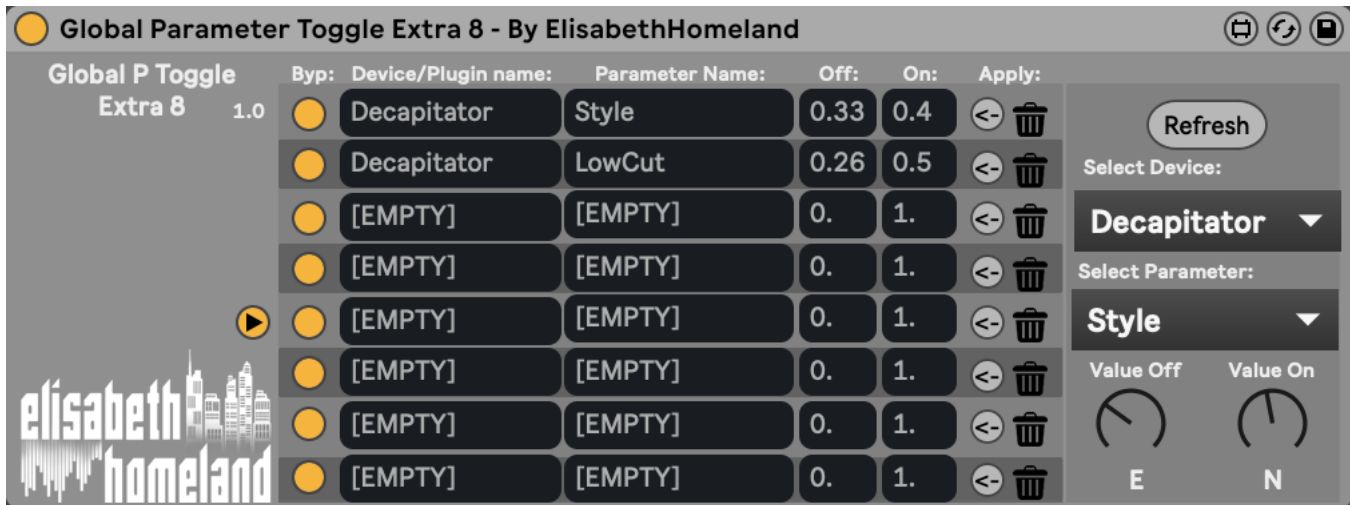 Global Parameter Toggle Extra 8 - By ElisabethHomeland
Global P Toggle
Extra 8 1.0
Byp: Device/Plugin name: Parameter Name: Off: On: Apply:
Decapitator Style 0.33 0.4 <-
Decapitator LowCut 0.26 0.5 <-
[EMPTY] [EMPTY] 0. 1. <-
[EMPTY] [EMPTY] 0. 1. <-
[EMPTY] [EMPTY] 0. 1. <-
[EMPTY] [EMPTY] 0. 1. <-
[EMPTY] [EMPTY] 0. 1. <-
[EMPTY] [EMPTY] 0. 1. <-
elisabeth
homeland
Refresh
Select Device:
Decapitator
Select Parameter:
Style
Value Off Value On
E N